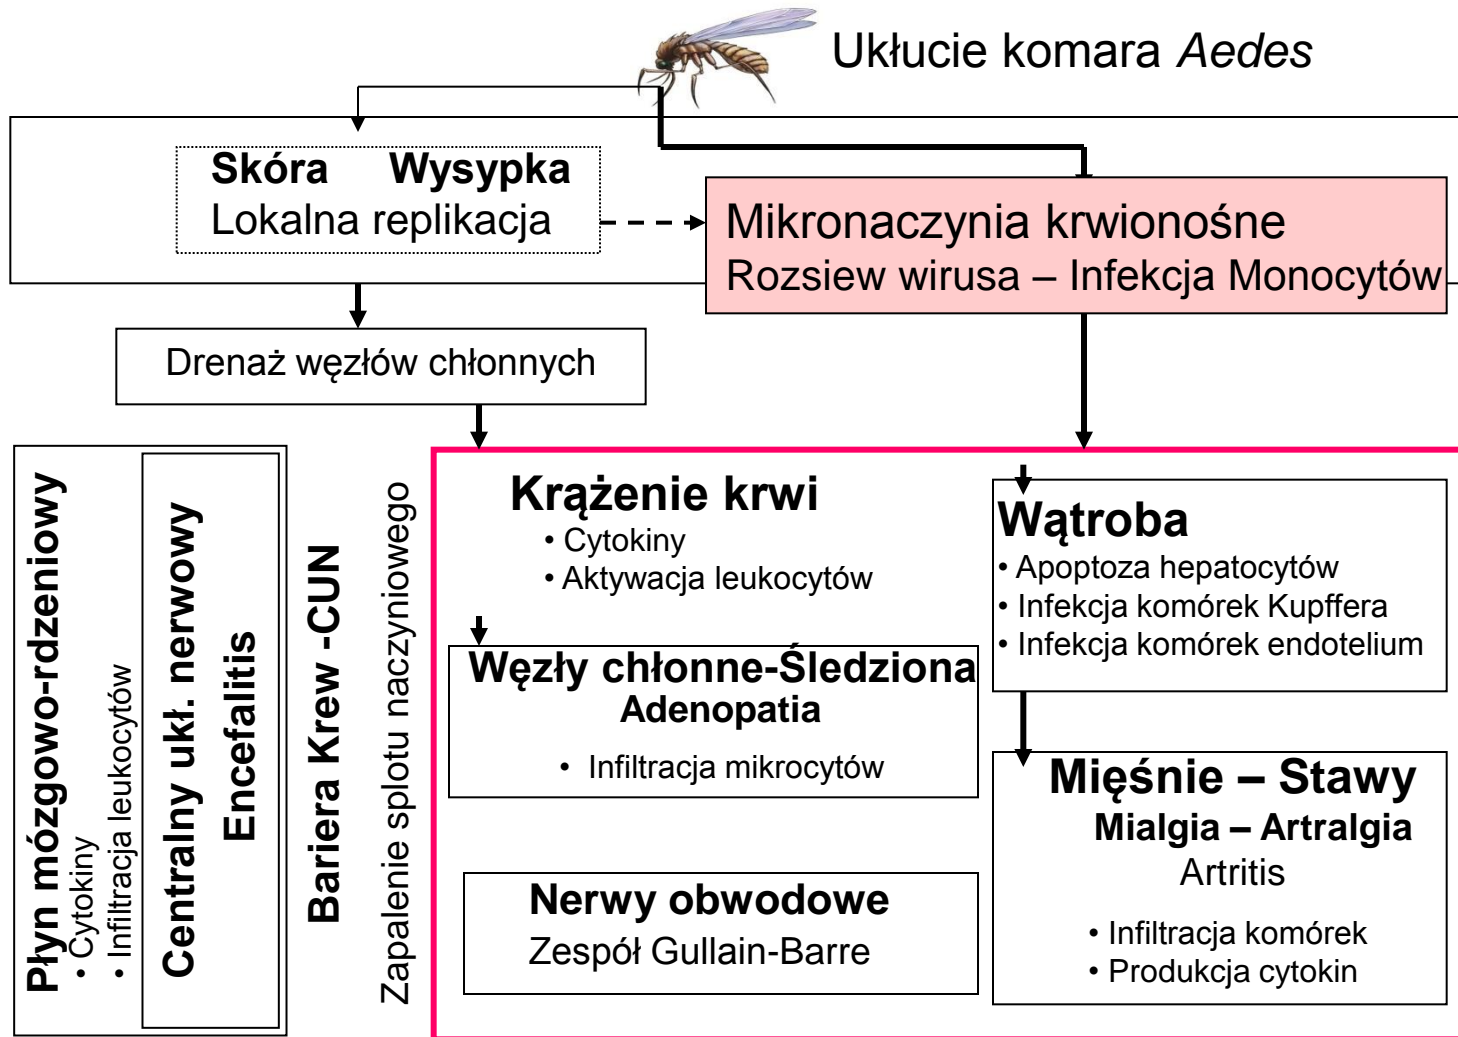 Ukłucie komara Aedes
Skóra Wysypka
Lokalna replikacja
Mikronaczynia krwionośne
Rozsiew wirusa – Infekcja Monocytów
Drenaż węzłów chłonnych
Płyn mózgowo-rdzeniowy
• Cytokiny
• Infiltracja leukocytów
Centralny ukł. nerwowy
Encefalitis
Bariera Krew -CUN
Zapalenie splotu naczyniowego
Krążenie krwi
• Cytokiny
• Aktywacja leukocytów
Węzły chłonne-Śledziona
Adenopatia
• Infiltracja mikrocytów
Nerwy obwodowe
Zespół Gullain-Barre
Wątroba
• Apoptoza hepatocytów
• Infekcja komórek Kupffera
• Infekcja komórek endotelium
Mięśnie – Stawy
Mialgia – Artralgia
Artritis
• Infiltracja komórek
• Produkcja cytokin